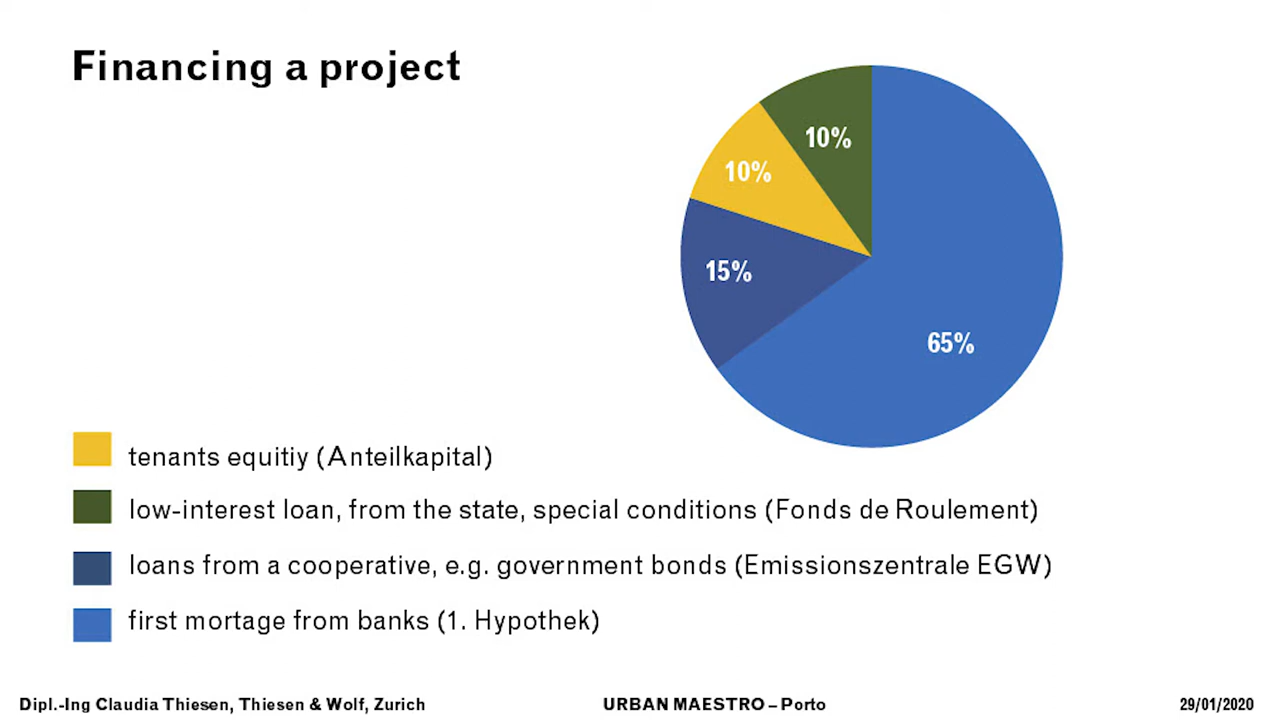 Financing a project
10%
10%
15%
65%
tenants equitiy (Anteilkapital)
low-interest loan, from the state, special conditions (Fonds de Roulement)
loans from a cooperative, e.g. government bonds (Emissionszentrale EGW)
first mortage from banks (1. Hypothek)
Dipl.-Ing Claudia Thiesen, Thiesen & Wolf, Zurich
URBAN MAESTRO – Porto
29/01/2020